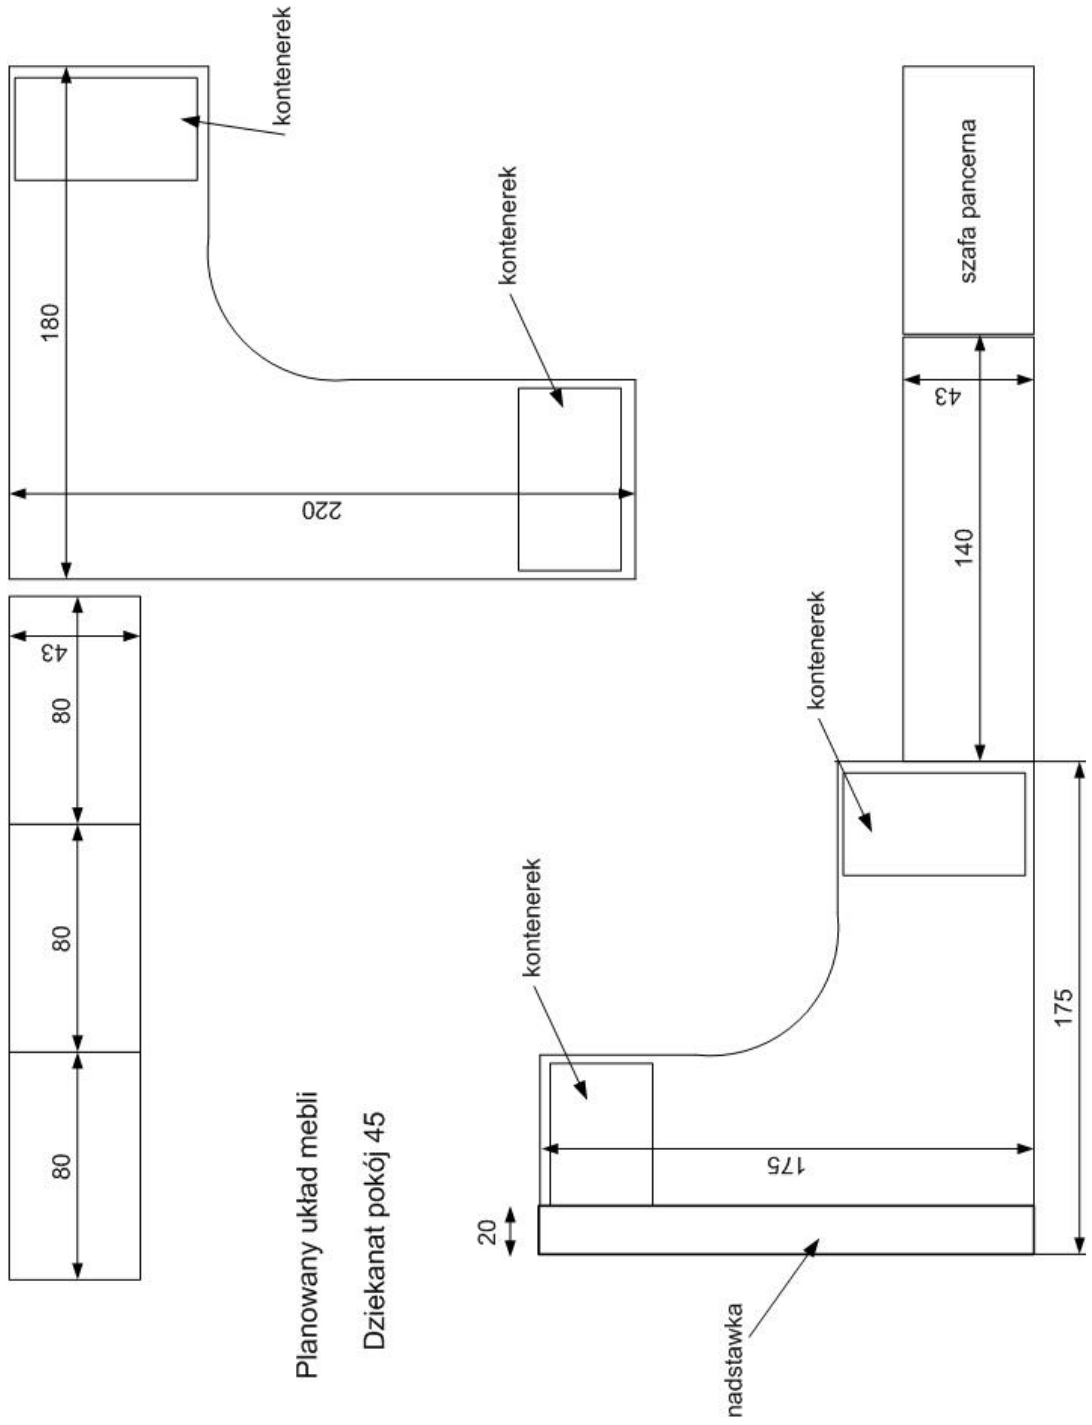 Planowany układ mebli
Dziekanat pokój 45
80
80
80
43
180
220
kontenerek
kontenerek
20
nadstawka
175
kontenerek
kontenerek
175
140
43
szafa pancerna